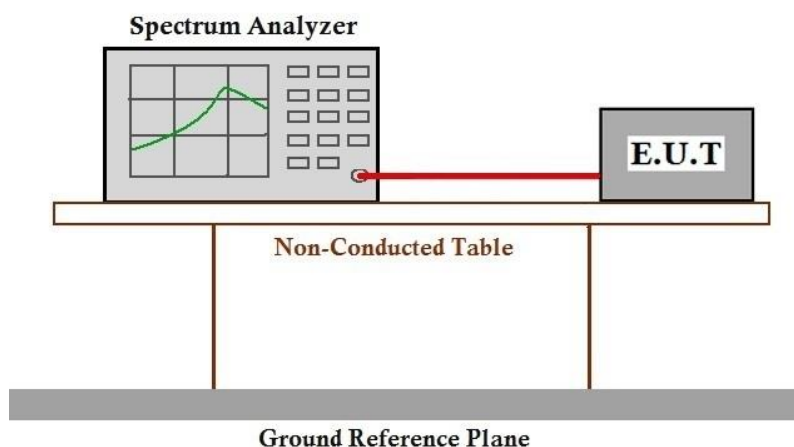 Spectrum Analyzer
E.U.T
Non-Conducted Table
Ground Reference Plane